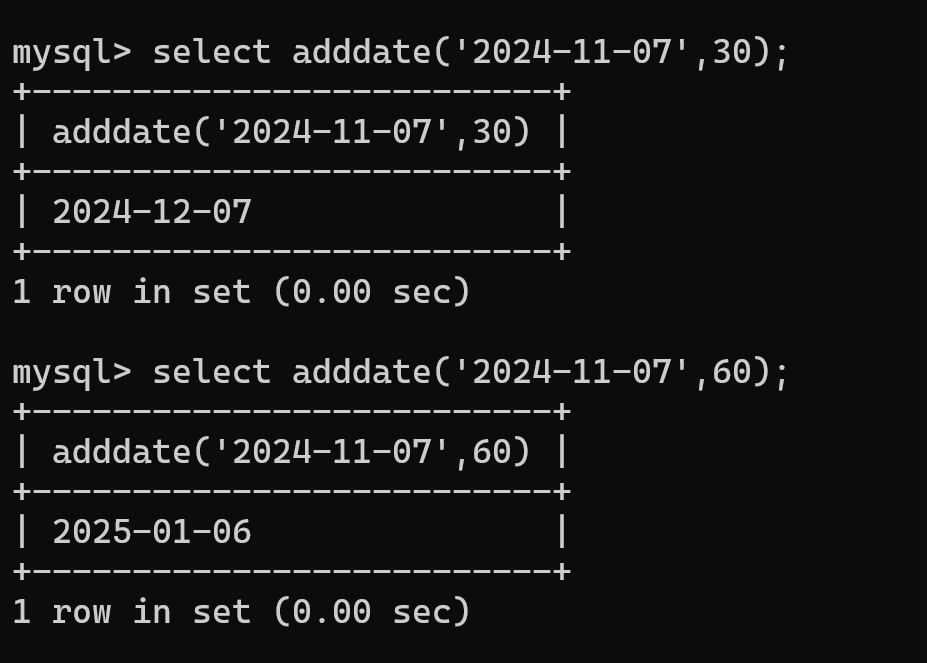 mysql> select adddate('2024-11-07',30);
+--------------------------+
| adddate('2024-11-07',30) |
+--------------------------+
| 2024-12-07               |
+--------------------------+
1 row in set (0.00 sec)

mysql> select adddate('2024-11-07',60);
+--------------------------+
| adddate('2024-11-07',60) |
+--------------------------+
| 2025-01-06               |
+--------------------------+
1 row in set (0.00 sec)